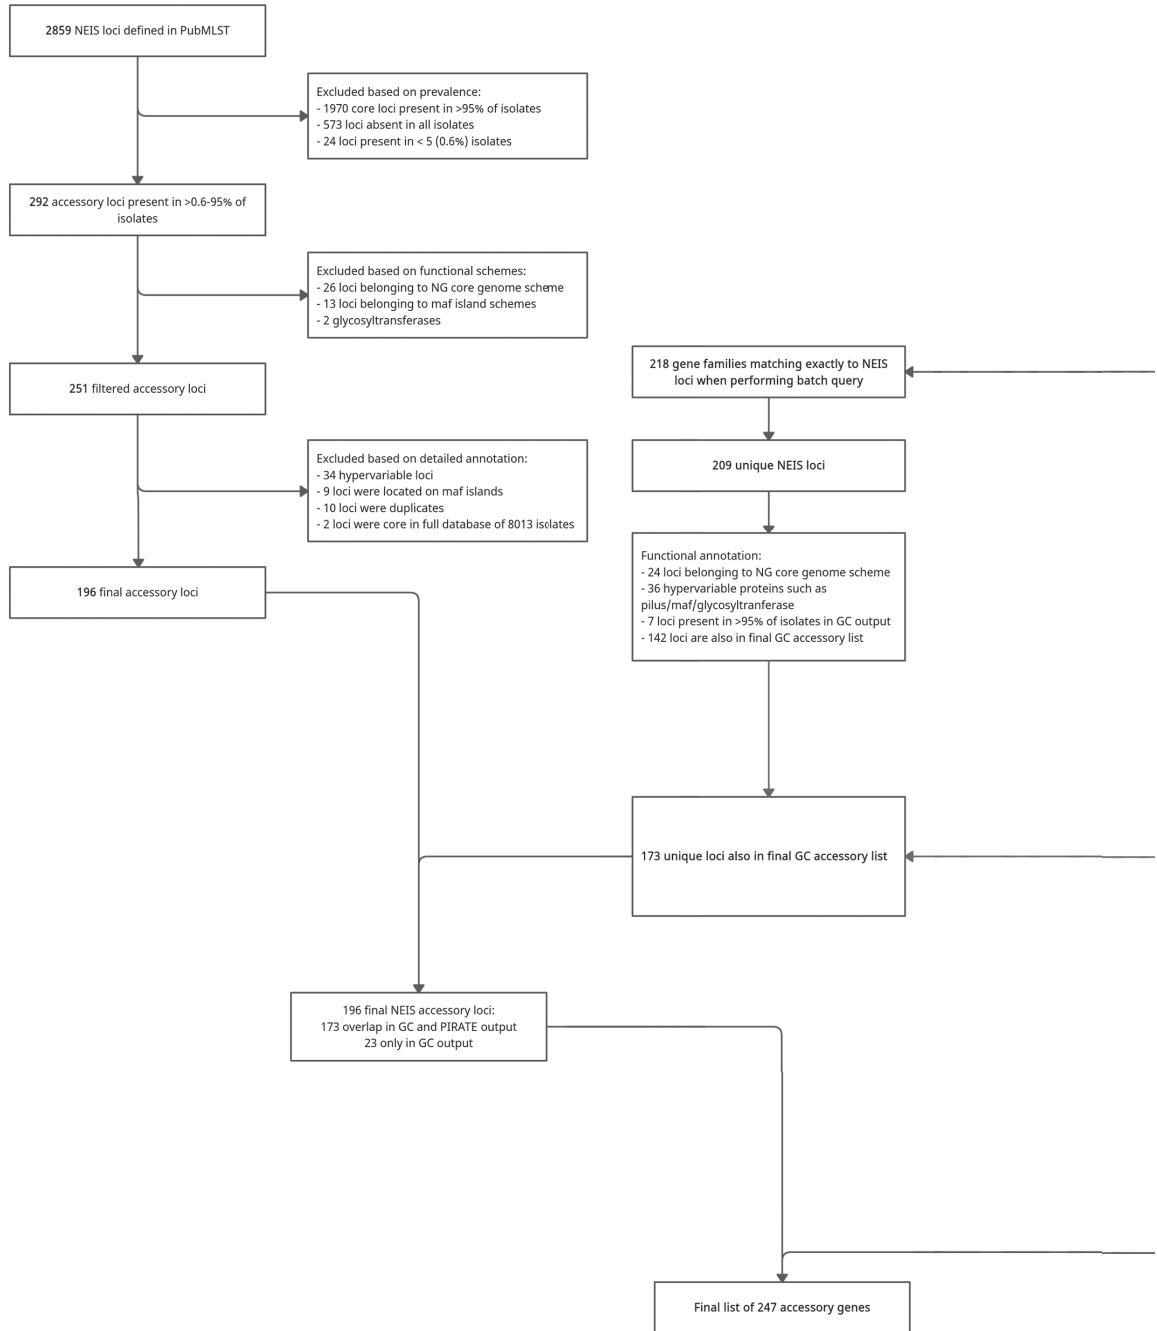 2859 NEIS loci defined in PubMLST
Excluded based on prevalence:
- 1970 core loci present in >95% of isolates
- 573 loci absent in all isolates
- 24 loci present in < 5 (0.6%) isolates
292 accessory loci present in >0.6-95% of
isolates
Excluded based on functional schemes:
- 26 loci belonging to NG core genome scheme
- 13 loci belonging to maf island schemes
- 2 glycosyltransferases
251 filtered accessory loci
Excluded based on detailed annotation:
- 34 hypervariable loci
- 9 loci were located on maf islands
- 10 loci were duplicates
- 2 loci were core in full database of 8013 isolates
196 final accessory loci
218 gene families matching exactly to NEIS
loci when performing batch query
209 unique NEIS loci
Functional annotation:
- 24 loci belonging to NG core genome scheme
- 36 hypervariable proteins such as
pilus/maf/glycosyltranferase
- 7 loci present in >95% of isolates in GC output
- 142 loci are also in final GC accessory list
173 unique loci also in final GC accessory list
196 final NEIS accessory loci:
173 overlap in GC and PIRATE output
23 only in GC output
Final list of 247 accessory genes